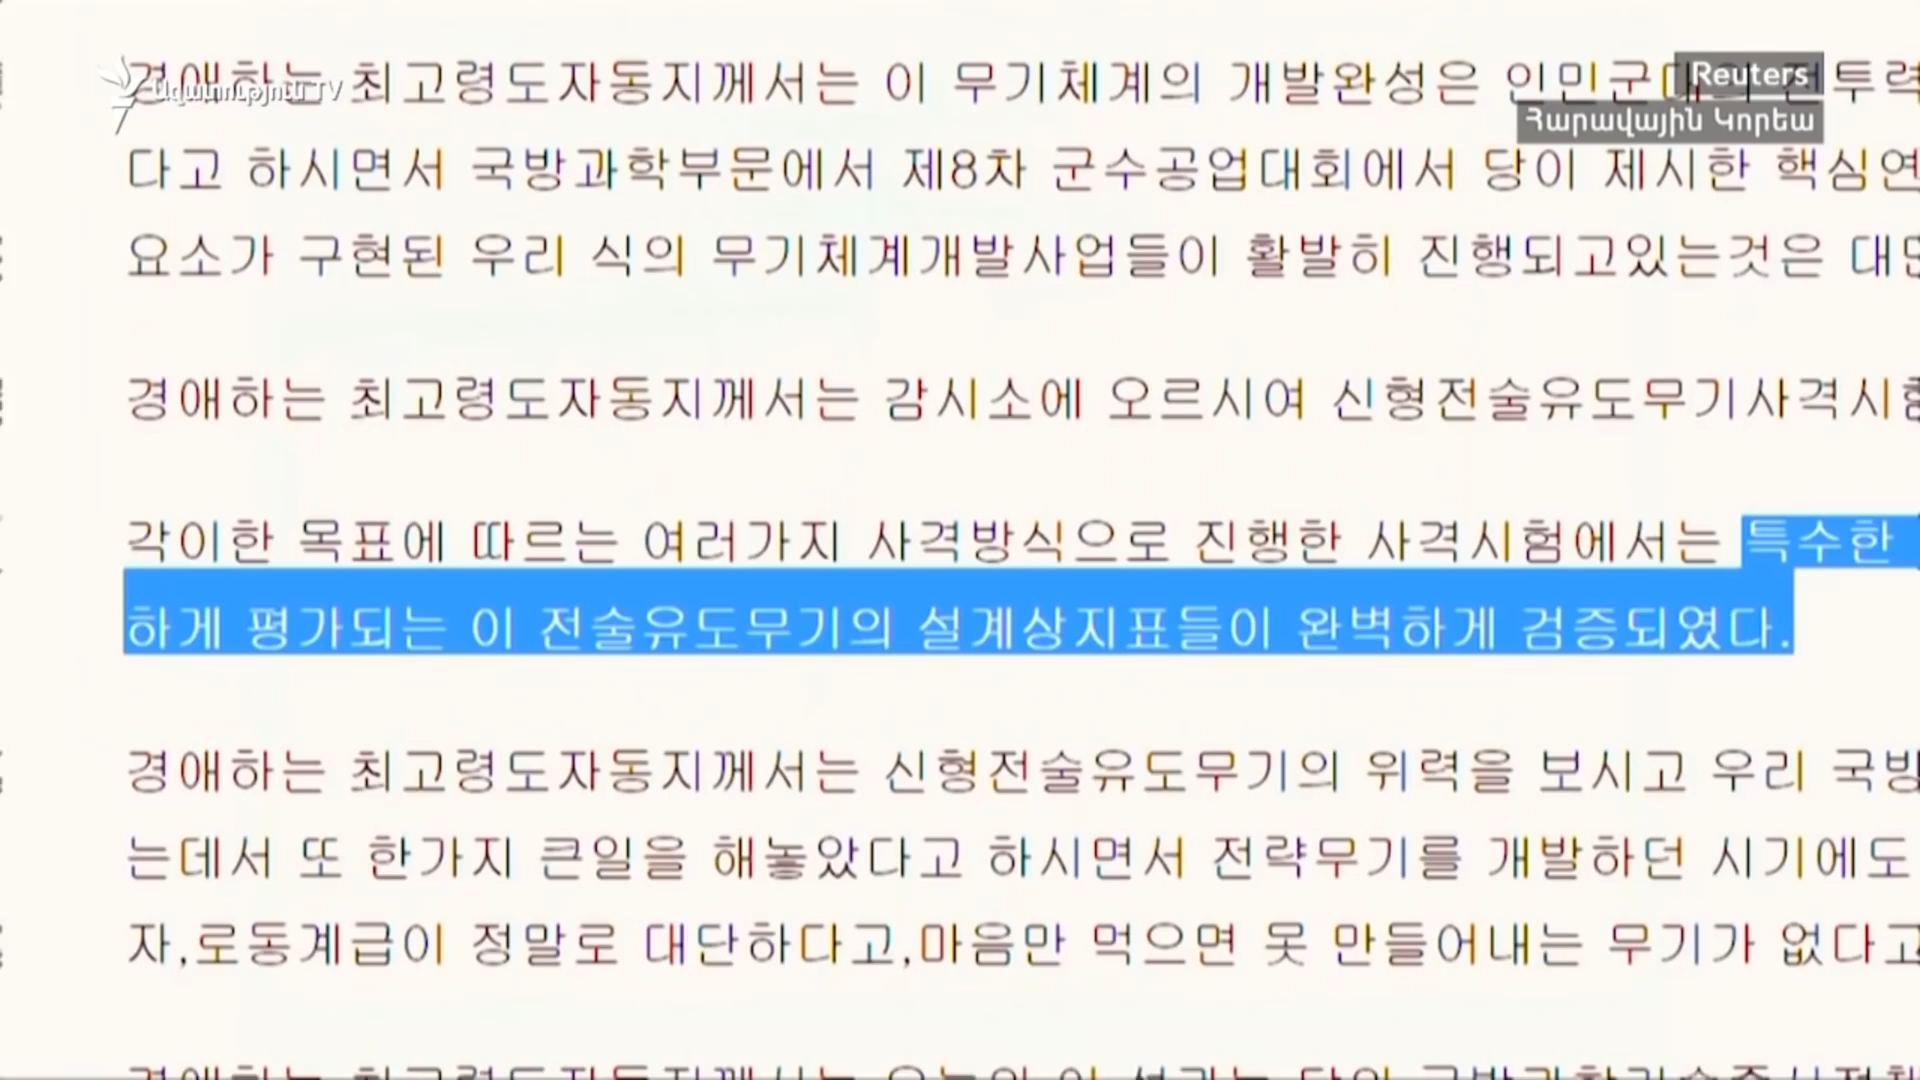 Ազատություն TV
Reuters
Հարավային Կորեա
경애하는 최고령도자동지께서는 이 무기체계의 개발완성은 인민군대의 전투력
다고 하시면서 국방과학부문에서 제8차 군수공업대회에서 당이 제시한 핵심연
요소가 구현된 우리 식의 무기체계개발사업들이 활발히 진행되고있는것은 대단
경애하는 최고령도자동지께서는 감시소에 오르시여 신형전술유도무기사격시험
각이한 목표에 따르는 여러가지 사격방식으로 진행한 사격시험에서는 특수한
하게 평가되는 이 전술유도무기의 설계상지표들이 완벽하게 검증되였다.
경애하는 최고령도자동지께서는 신형전술유도무기의 위력을 보시고 우리 국방
는데서 또 한가지 큰일을 해놓았다고 하시면서 전략무기를 개발하던 시기에도
자,로동계급이 정말로 대단하다고,마음만 먹으면 못 만들어내는 무기가 없다고